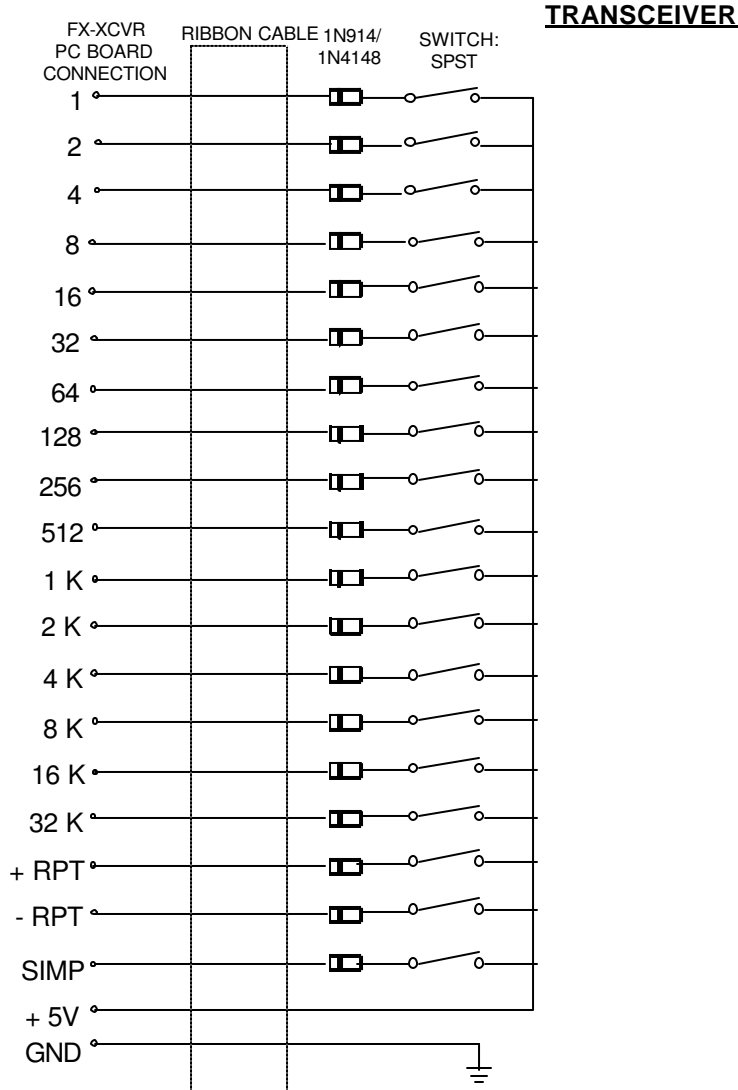 TRANSCEIVER
FX-XCVR
PC BOARD
CONNECTION
RIBBON CABLE
1N914/
1N4148
SWITCH:
SPST
1
2
4
8
16
32
64
128
256
512
1 K
2 K
4 K
8 K
16 K
32 K
+ RPT
- RPT
SIMP
+ 5V
GND